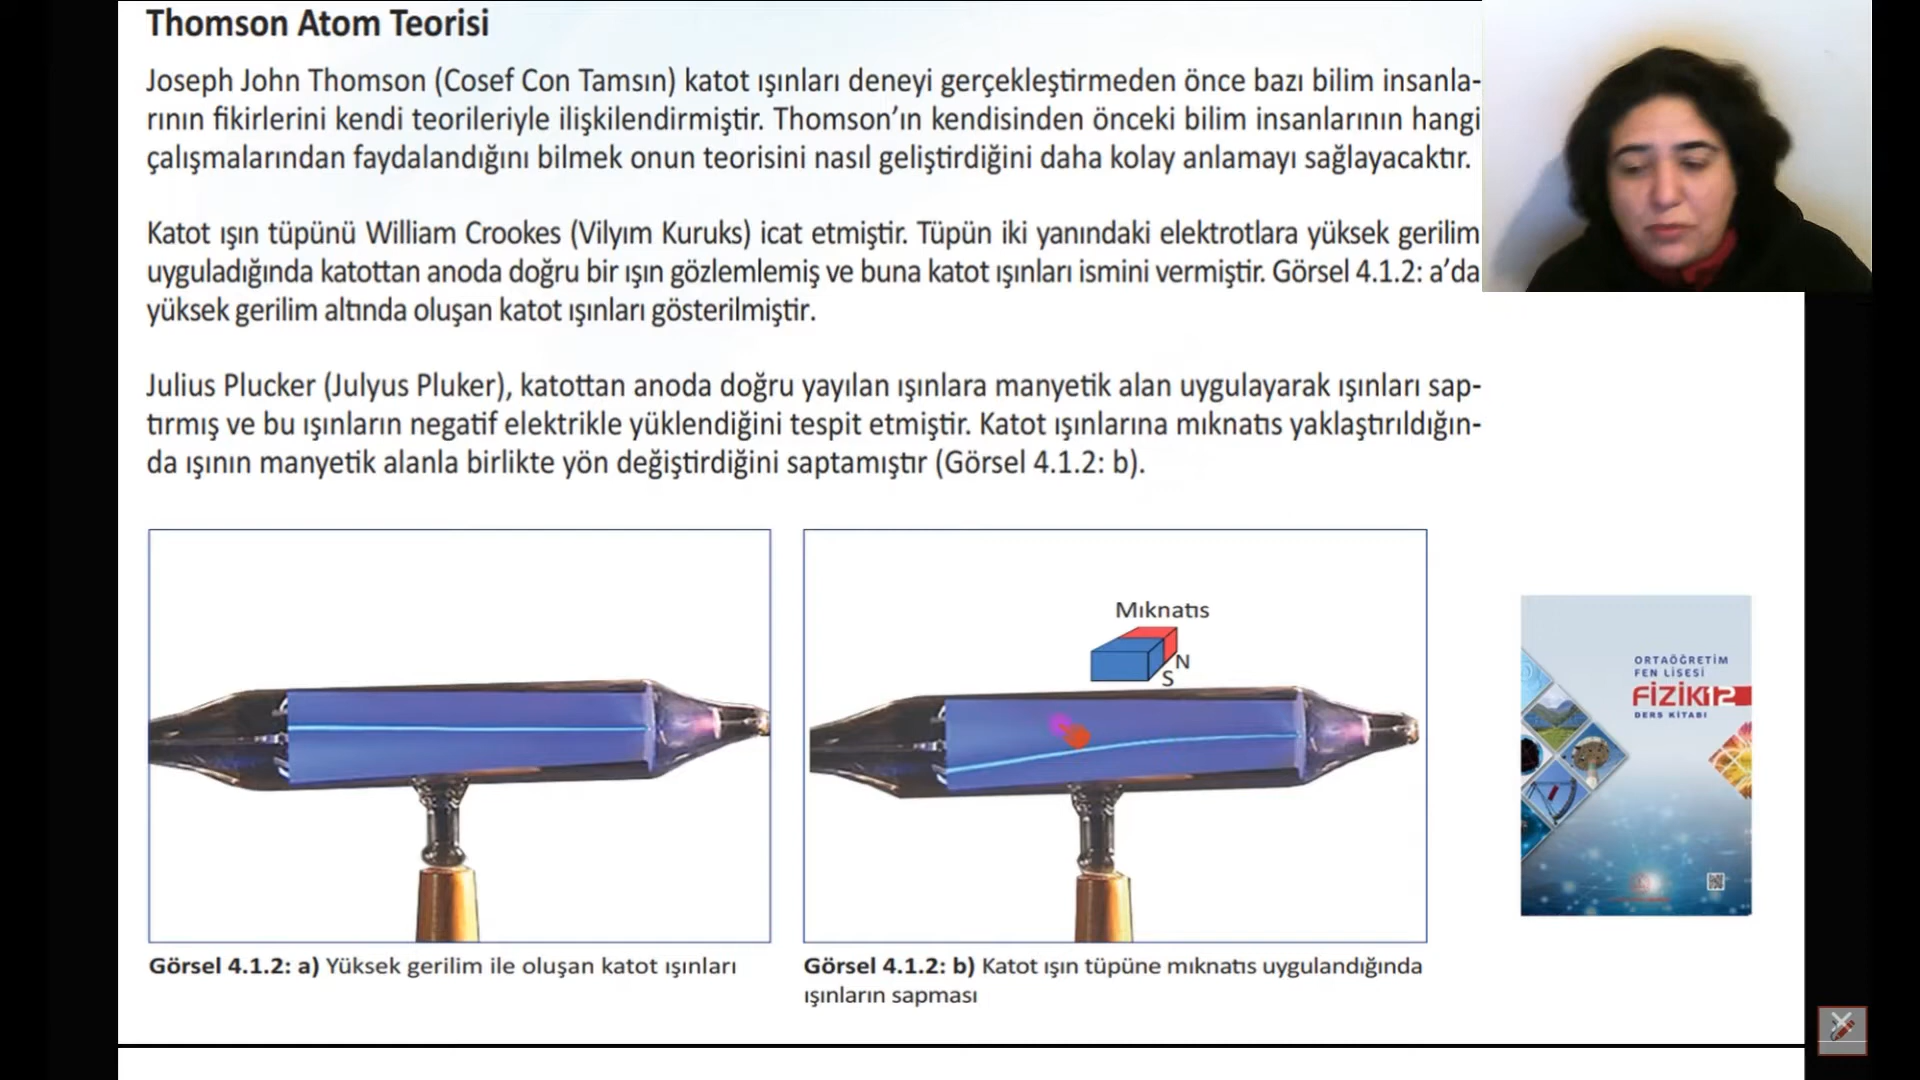 Thomson Atom Teorisi
Joseph John Thomson (Cosef Con Tamsın) katot ışınları deneyi gerçekleştirmeden önce bazı bilim insanla-
rının fikirlerini kendi teorileriyle ilişkilendirmiştir. Thomson’ın kendisinden önceki bilim insanlarının hangi
çalışmalarından faydalandığını bilmek onun teorisini nasıl geliştirdiğini daha kolay anlamayı sağlayacaktır.
Katot ışın tüpünü William Crookes (Vilyım Kuruks) icat etmiştir. Tüpün iki yanındaki elektrotlara yüksek gerilim
uyguladığında katottan anoda doğru bir ışın gözlemlemiş ve buna katot ışınları ismini vermiştir. Görsel 4.1.2: a’da
yüksek gerilim altında oluşan katot ışınları gösterilmiştir.
Julius Plucker (Julyus Pluker), katottan anoda doğru yayılan ışınlara manyetik alan uygulayarak ışınları sap-
tırmış ve bu ışınların negatif elektrikle yüklendiğini tespit etmiştir. Katot ışınlarına mıknatıs yaklaştırıldığın-
da ışının manyetik alanla birlikte yön değiştirdiğini saptamıştır (Görsel 4.1.2: b).
Mıknatıs
N
S
Görsel 4.1.2: a) Yüksek gerilim ile oluşan katot ışınları
Görsel 4.1.2: b) Katot ışın tüpüne mıknatıs uygulandığında
ışınların sapması
ORTAÖĞRETİM
FEN LİSESİ
FİZİK12
DERS KİTABI